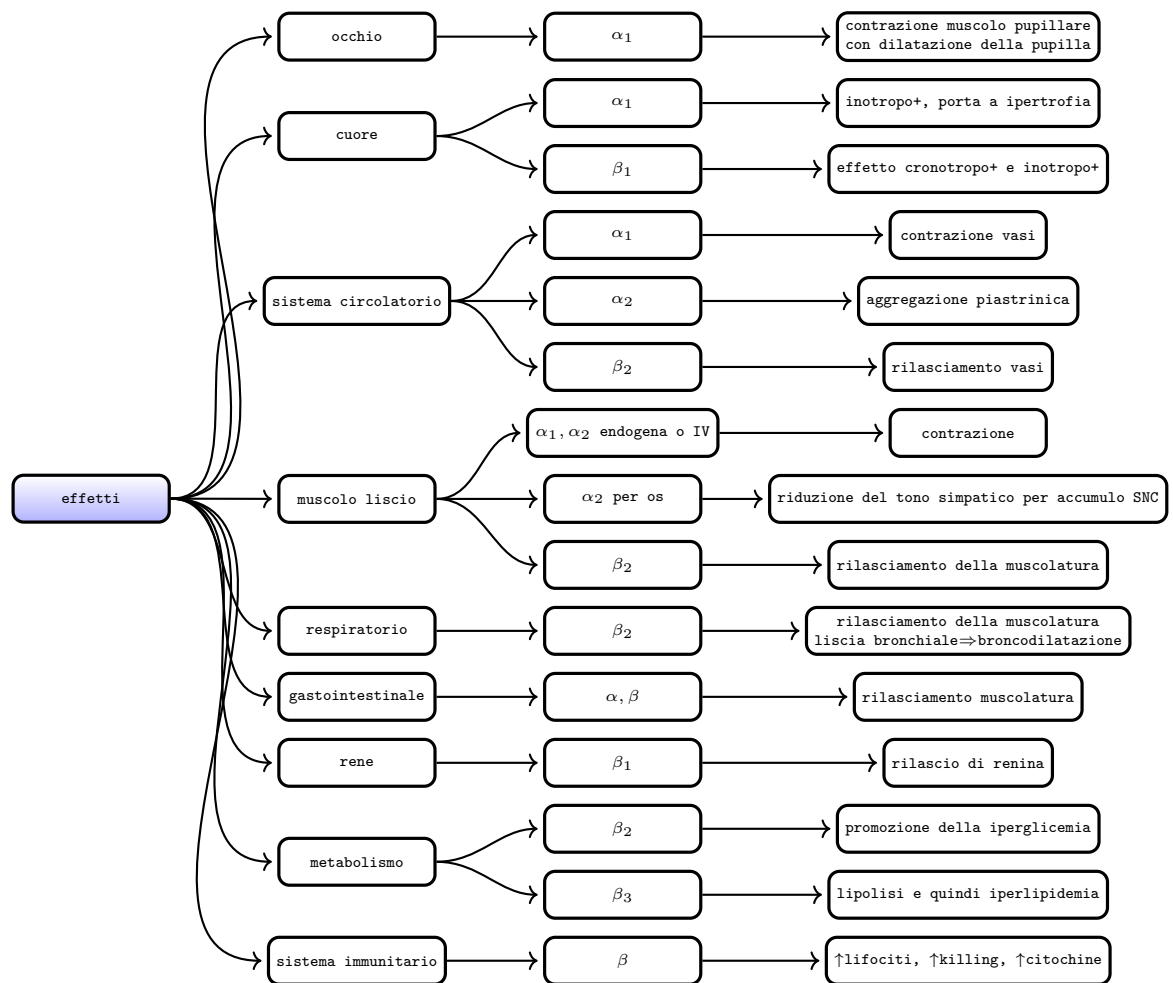 occhio
α₁
contrazione muscolo pupillare
con dilatazione della pupilla
cuore
α₁
inotropo+, porta a ipertrofia
β₁
effetto cronotropo+ e inotropo+
sistema circolatorio
α₁
contrazione vasi
α₂
aggregazione piastrinica
β₂
rilasciamento vasi
effetti
muscolo liscio
α₁, α₂ endogena o IV
contrazione
α₂ per os
riduzione del tono simpatico per accumulo SNC
β₂
rilasciamento della muscolatura
respiratorio
β₂
rilasciamento della muscolatura
liscia bronchiale⇒broncodilatazione
gastointestinale
α, β
rilasciamento muscolatura
rene
β₁
rilascio di renina
metabolismo
β₂
promozione della iperglicemia
β₃
lipolisi e quindi iperlipidemia
sistema immunitario
β
↑lifociti, ↑killing, ↑citochine